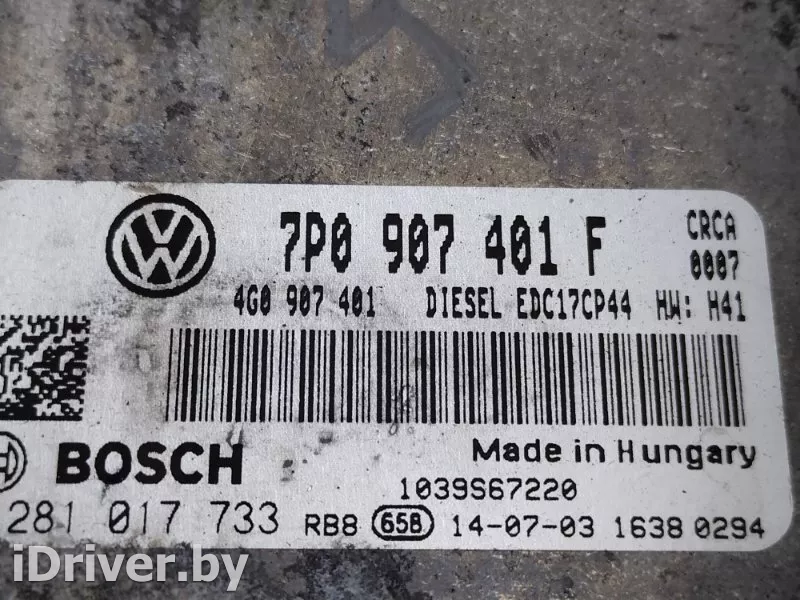 7P0 907 401 F CRCA
0007
4G0 907 401 DIESEL EDC17CP44 HW: H41
BOSCH Made in Hungary
1039S67220
281 017 733 RB8 658 14-07-03 1638 0294
iDriver.by